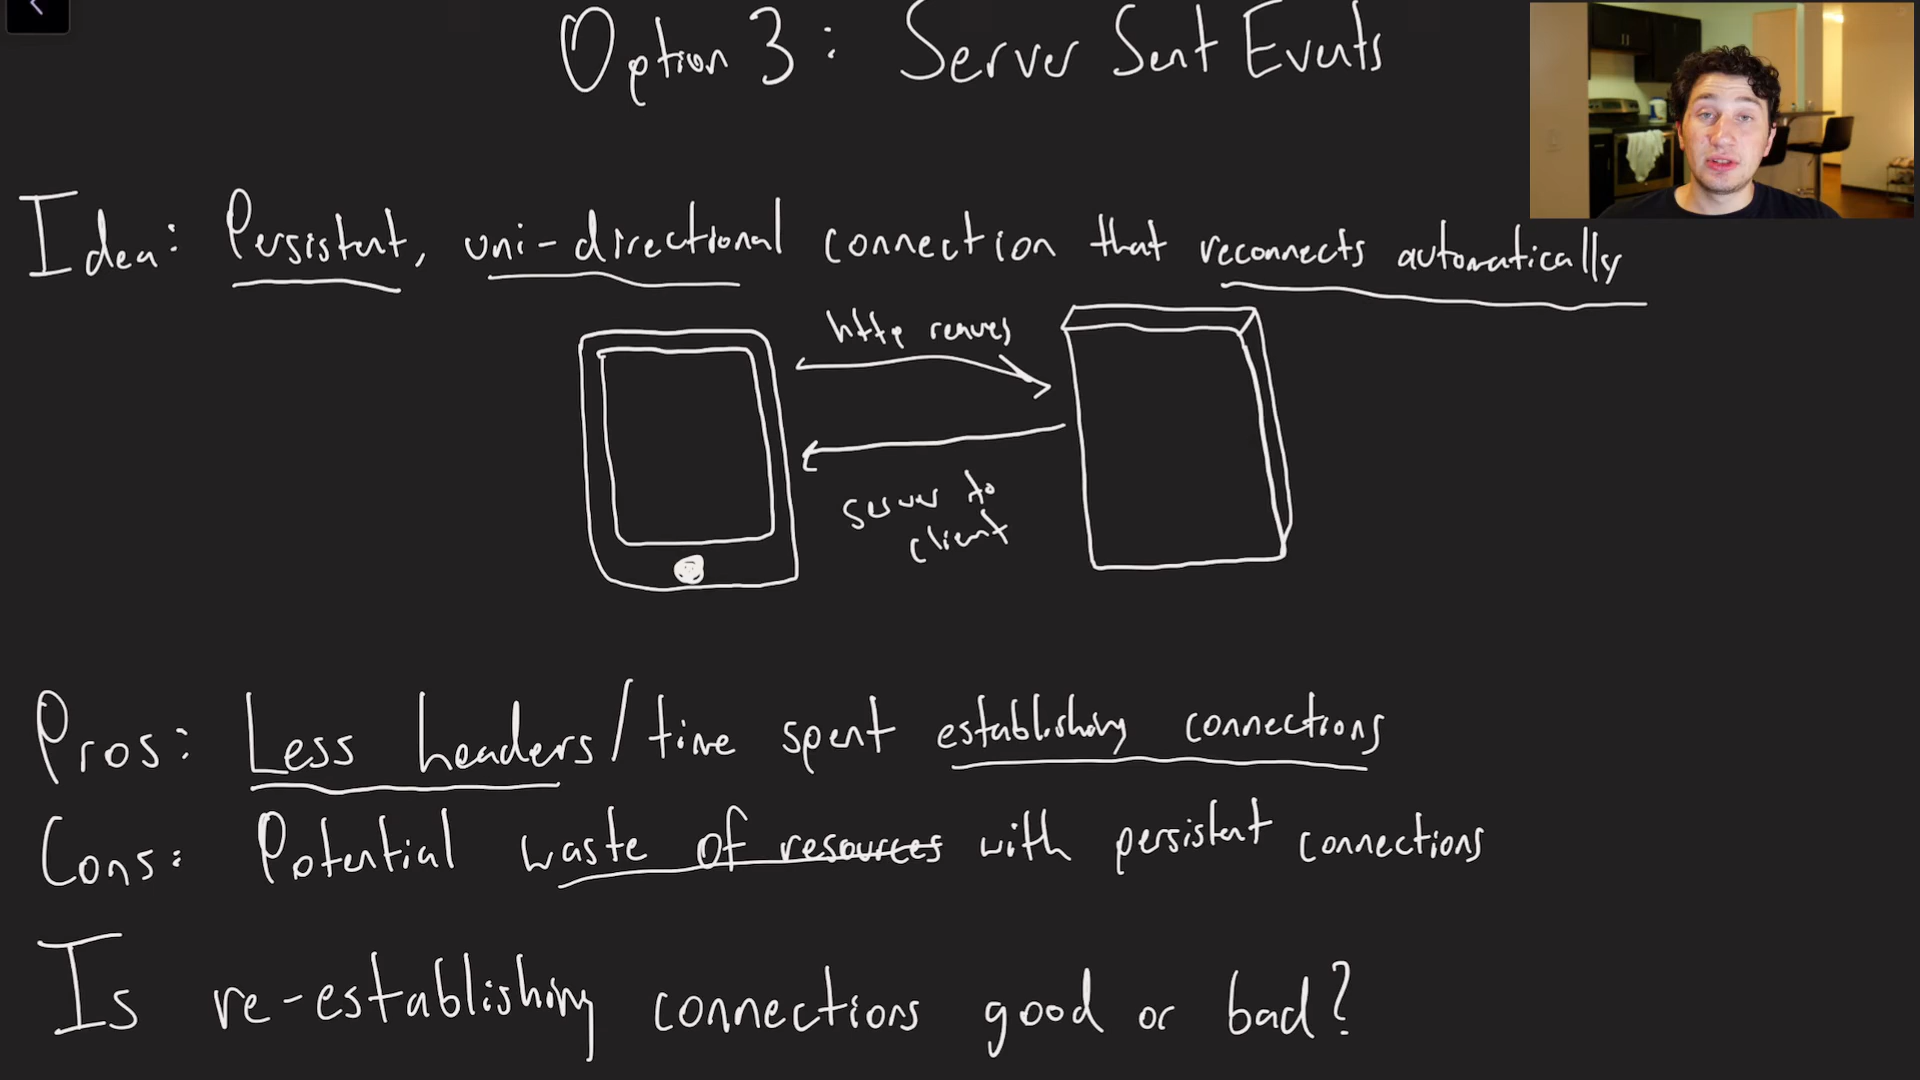 Option 3: Server Sent Events
Idea: Persistent, uni-directional connection that reconnects automatically
http
server to
client
Pros: Less headers/time spent establishing connections
Cons: Potential waste of resources with persistent connections
Is re-establishing connections good or bad?